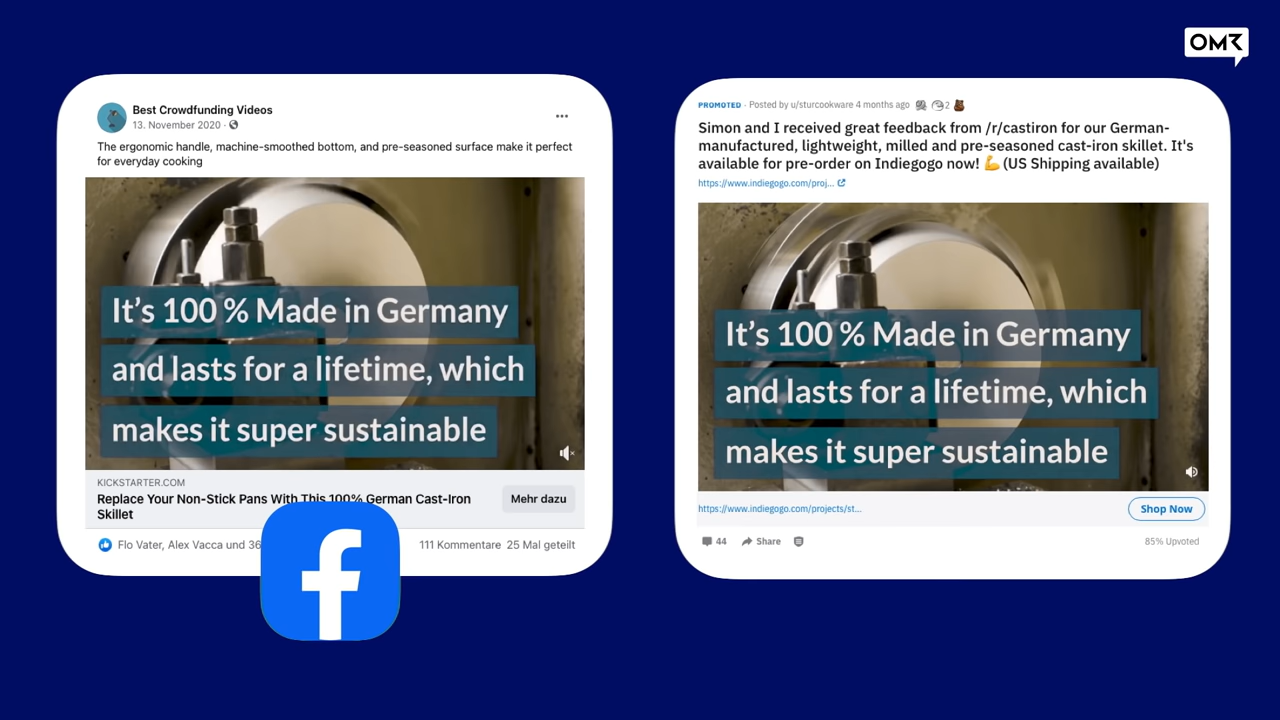 OMR
Best Crowdfunding Videos
13. November 2020 ·
The ergonomic handle, machine-smoothed bottom, and pre-seasoned surface make it perfect
for everyday cooking
It's 100 % Made in Germany
and lasts for a lifetime, which
makes it super sustainable
KICKSTARTER.COM
Replace Your Non-Stick Pans With This 100% German Cast-Iron
Skillet
Mehr dazu
Flo Vater, Alex Vacca und 36
111 Kommentare 25 Mal geteilt
PROMOTED · Posted by u/sturcookware 4 months ago 2
Simon and I received great feedback from /r/castiron for our German-
manufactured, lightweight, milled and pre-seasoned cast-iron skillet. It's
available for pre-order on Indiegogo now! 💪 (US Shipping available)
https://www.indiegogo.com/proj...
It's 100 % Made in Germany
and lasts for a lifetime, which
makes it super sustainable
https://www.indiegogo.com/projects/st...
Shop Now
44 Share
85% Upvoted